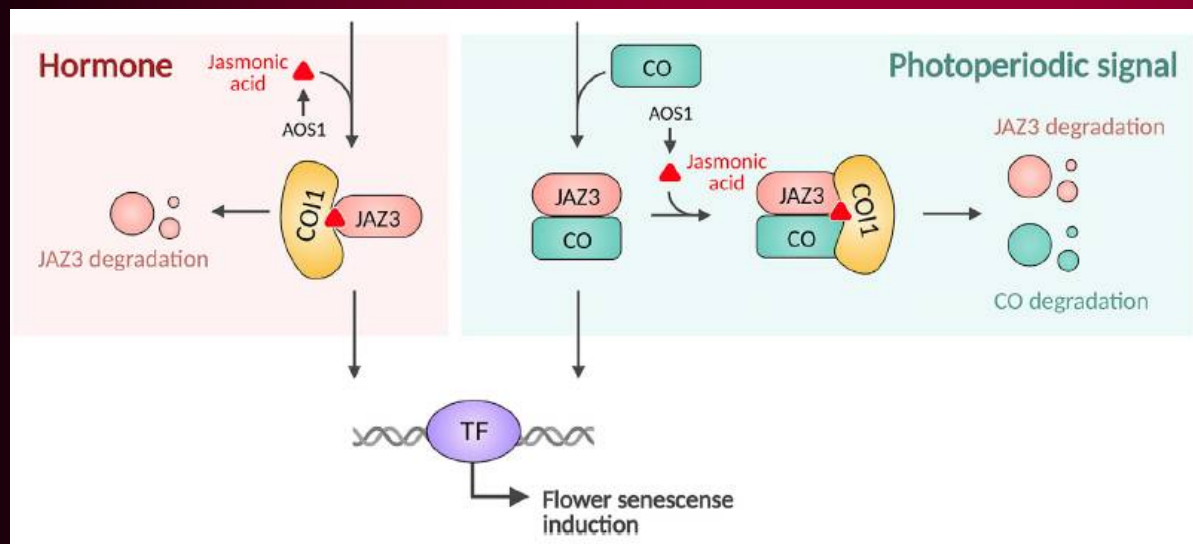 Hormone
Jasmonic
acid
AOS1
COI1
JAZ3
JAZ3 degradation
Photoperiodic signal
CO
AOS1
Jasmonic
acid
JAZ3
CO
JAZ3
CO
COI1
JAZ3 degradation
CO degradation
TF
Flower senescense
induction